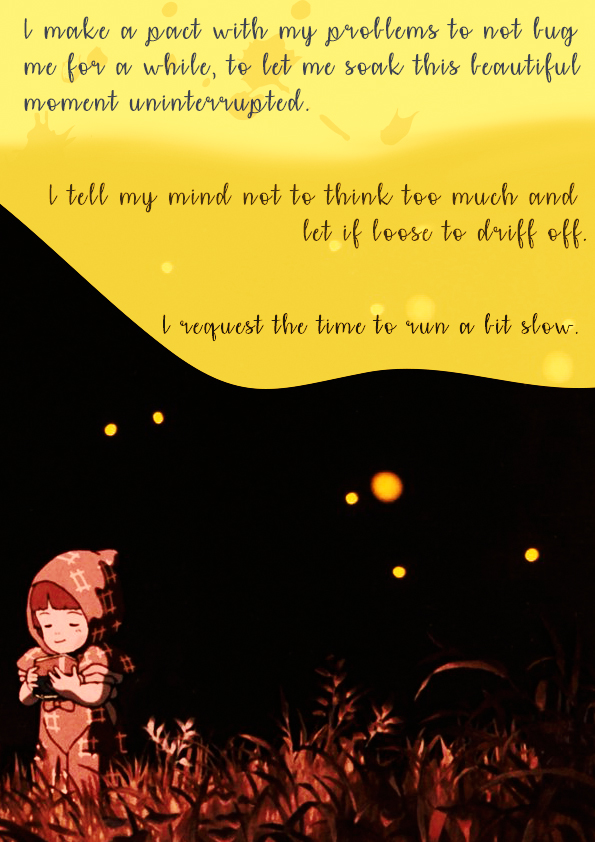 I make a pact with my problems to not bug
me for a while, to let me soak this beautiful
moment uninterrupted.
I tell my mind not to think too much and
let if loose to driff off.
I request the time to run a bit slow.